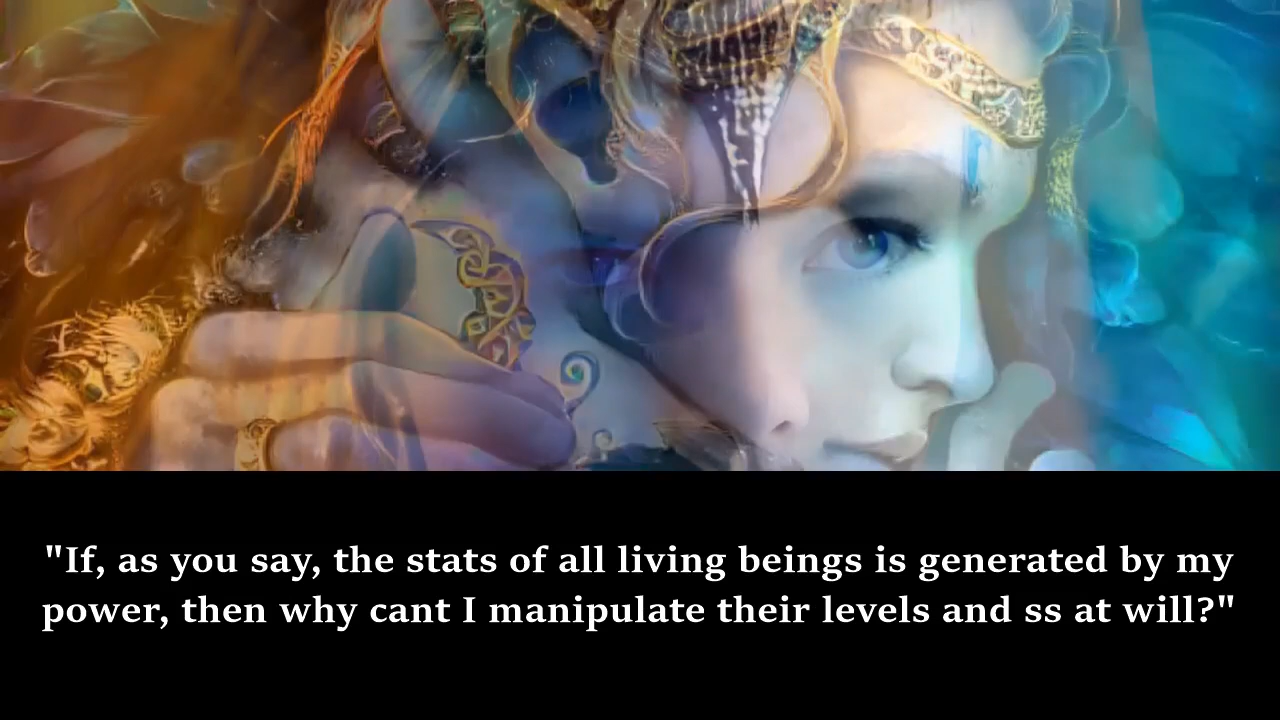 "If, as you say, the stats of all living beings is generated by my
power, then why cant I manipulate their levels and ss at will?"